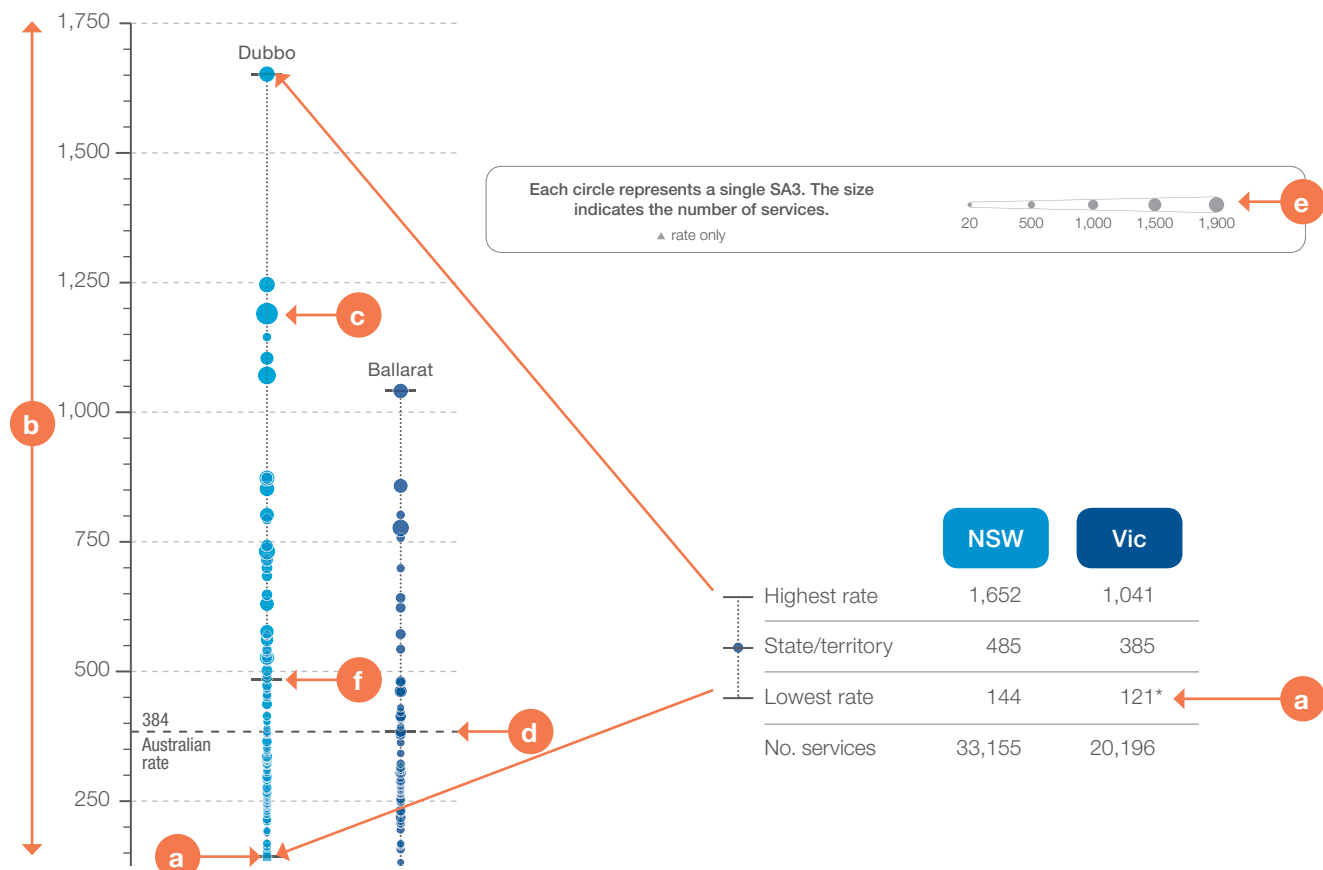 1,750
1,500
1,250
1,000
750
500
250
b
Dubbo
c
Ballarat
f
384
Australian
rate
d
a
Each circle represents a single SA3. The size
indicates the number of services.
▲ rate only
20 500 1,000 1,500 1,900
e
NSW Vic
Highest rate 1,652 1,041
State/territory 485 385
Lowest rate 144 121*
a
No. services 33,155 20,196